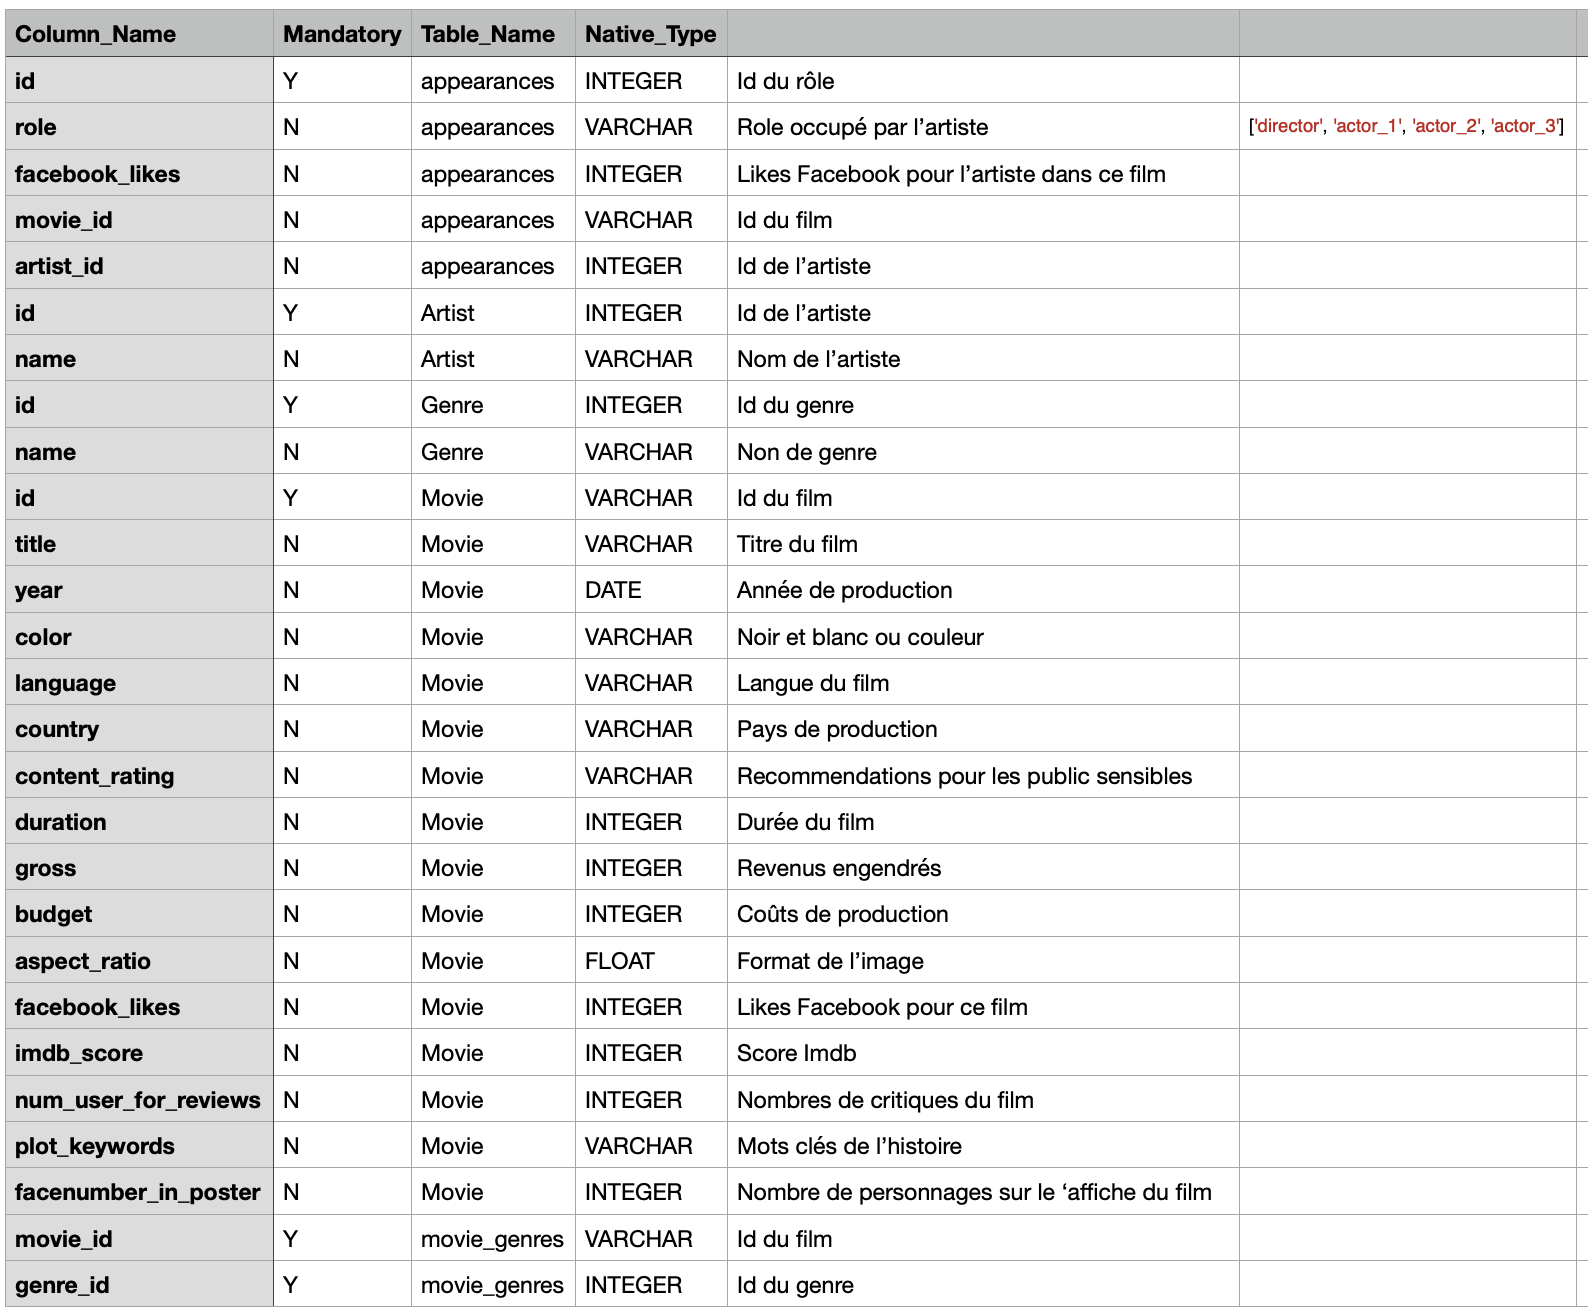 Column_Name Mandatory Table_Name Native_Type
id Y appearances INTEGER Id du rôle
role N appearances VARCHAR Role occupé par l’artiste ['director', 'actor_1', 'actor_2', 'actor_3']
facebook_likes N appearances INTEGER Likes Facebook pour l’artiste dans ce film
movie_id N appearances VARCHAR Id du film
artist_id N appearances INTEGER Id de l’artiste
id Y Artist INTEGER Id de l’artiste
name N Artist VARCHAR Nom de l’artiste
id Y Genre INTEGER Id du genre
name N Genre VARCHAR Non de genre
id Y Movie VARCHAR Id du film
title N Movie VARCHAR Titre du film
year N Movie DATE Année de production
color N Movie VARCHAR Noir et blanc ou couleur
language N Movie VARCHAR Langue du film
country N Movie VARCHAR Pays de production
content_rating N Movie VARCHAR Recommendations pour les public sensibles
duration N Movie INTEGER Durée du film
gross N Movie INTEGER Revenus engendrés
budget N Movie INTEGER Coûts de production
aspect_ratio N Movie FLOAT Format de l’image
facebook_likes N Movie INTEGER Likes Facebook pour ce film
imdb_score N Movie INTEGER Score Imdb
num_user_for_reviews N Movie INTEGER Nombres de critiques du film
plot_keywords N Movie VARCHAR Mots clés de l’histoire
facenumber_in_poster N Movie INTEGER Nombre de personnages sur le ‘affiche du film
movie_id Y movie_genres VARCHAR Id du film
genre_id Y movie_genres INTEGER Id du genre